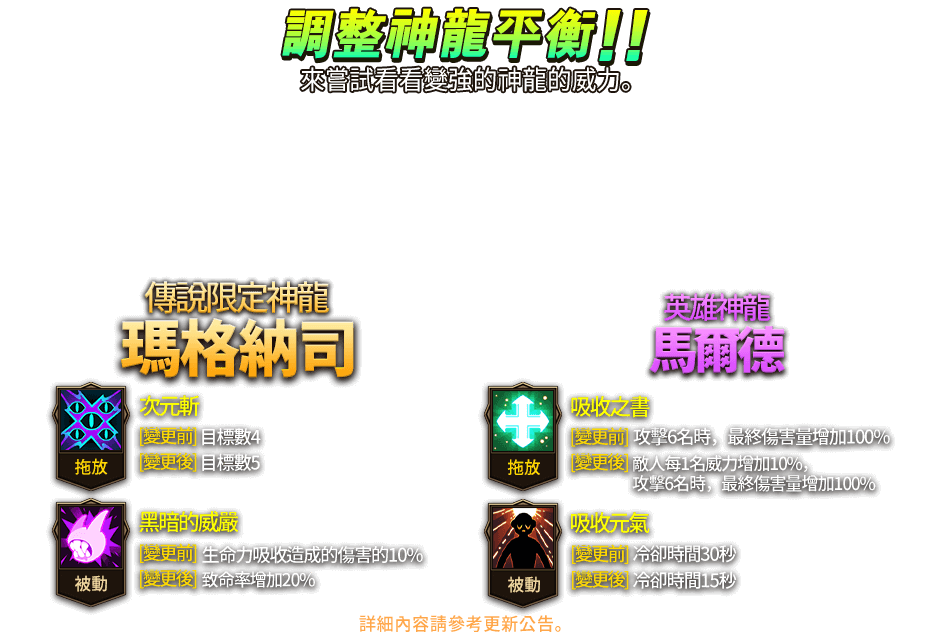 調整神龍平衡!!
來嘗試看看變強的神龍的威力。
傳說限定神龍
瑪格納司
拖放
次元斬
[變更前] 目標數4
[變更後] 目標數5
被動
黑暗的威嚴
[變更前] 生命力吸收造成的傷害的10%
[變更後] 致命率增加20%
英雄神龍
馬爾德
拖放
吸收之書
[變更前] 攻擊6名時，最終傷害量增加100%
[變更後] 敵人每1名威力增加10%，
攻擊6名時，最終傷害量增加100%
被動
吸收元氣
[變更前] 冷卻時間30秒
[變更後] 冷卻時間15秒
詳細內容請參考更新公告。